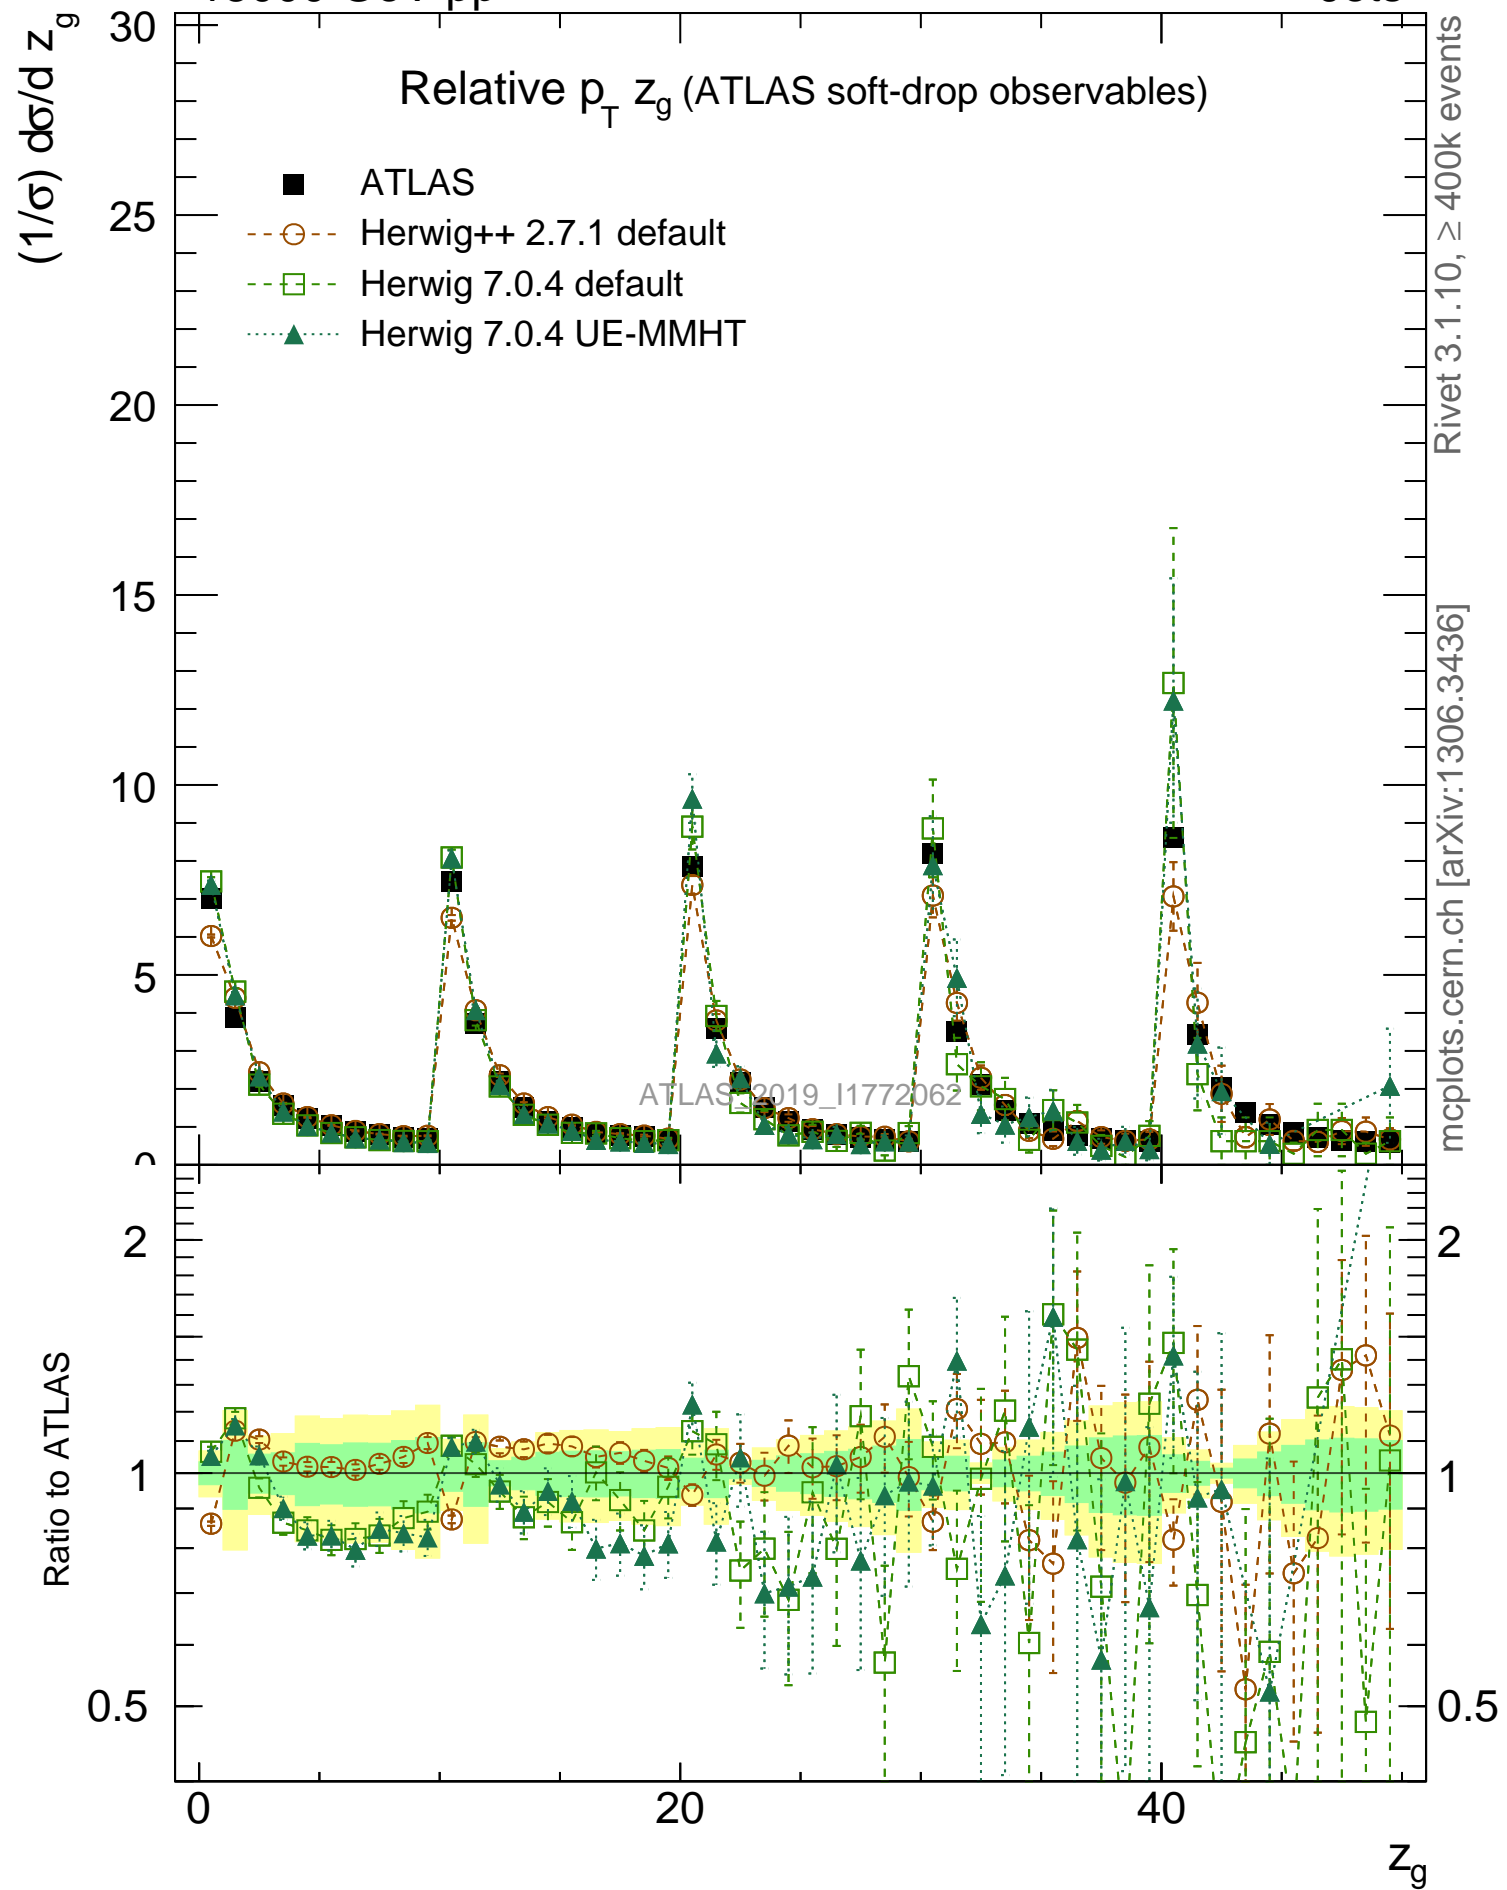 (1/σ) dσ/d z_g
Relative p_T z_g (ATLAS soft-drop observables)
ATLAS
Herwig++ 2.7.1 default
Herwig 7.0.4 default
Herwig 7.0.4 UE-MMHT
30
25
20
15
10
5
0
ATLAS_2019_I1772062
Rivet 3.1.10, ≥ 400k events
mcplots.cern.ch [arXiv:1306.3436]
Ratio to ATLAS
2
1
0.5
2
1
0.5
0
20
40
z_g